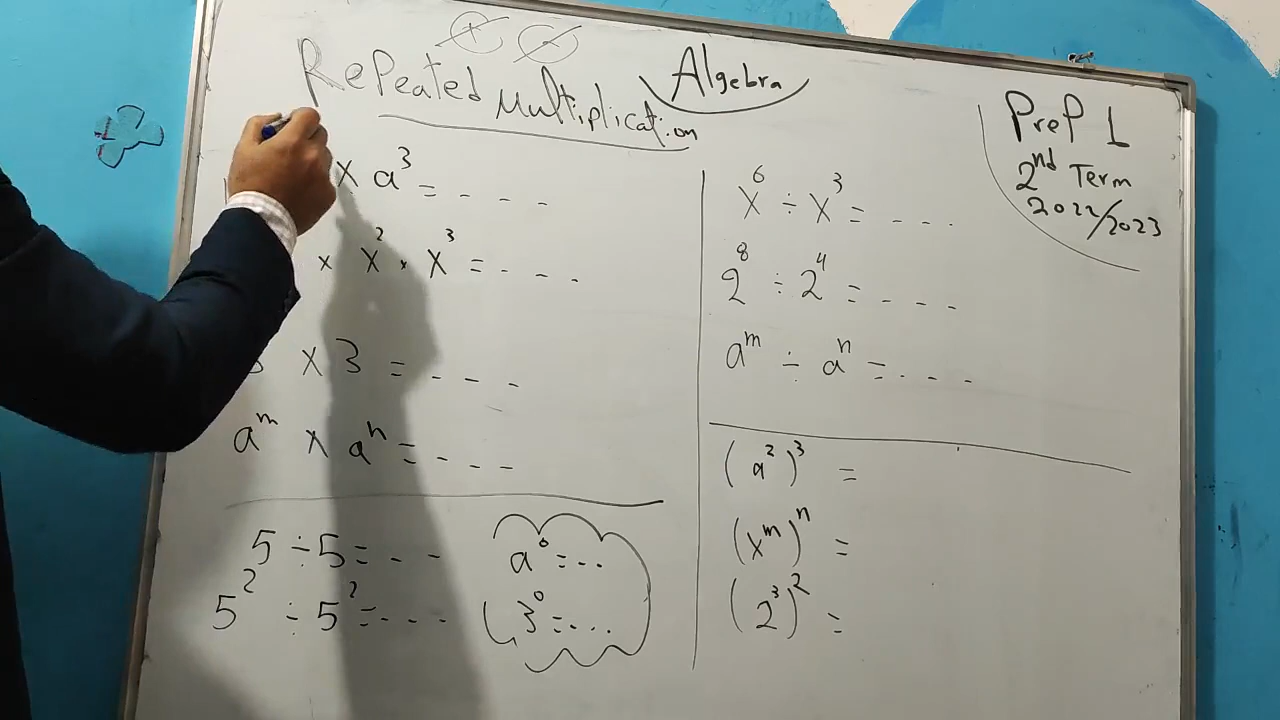 Algebra
Repeated Multiplication
Prep 1
2nd Term
2022/2023
× a³ = - - -
× x² × x³ = - - -
× 3 = - - -
aᵐ × aⁿ = - - -
5 ÷ 5 = - - -
5² ÷ 5² = - - -
a⁰ = ...
3⁰ = ...
x⁶ ÷ x³ = - - -
2⁸ ÷ 2⁴ = - - -
aᵐ ÷ aⁿ = - - -
(a²)³ =
(xᵐ)ⁿ =
(2³)² =